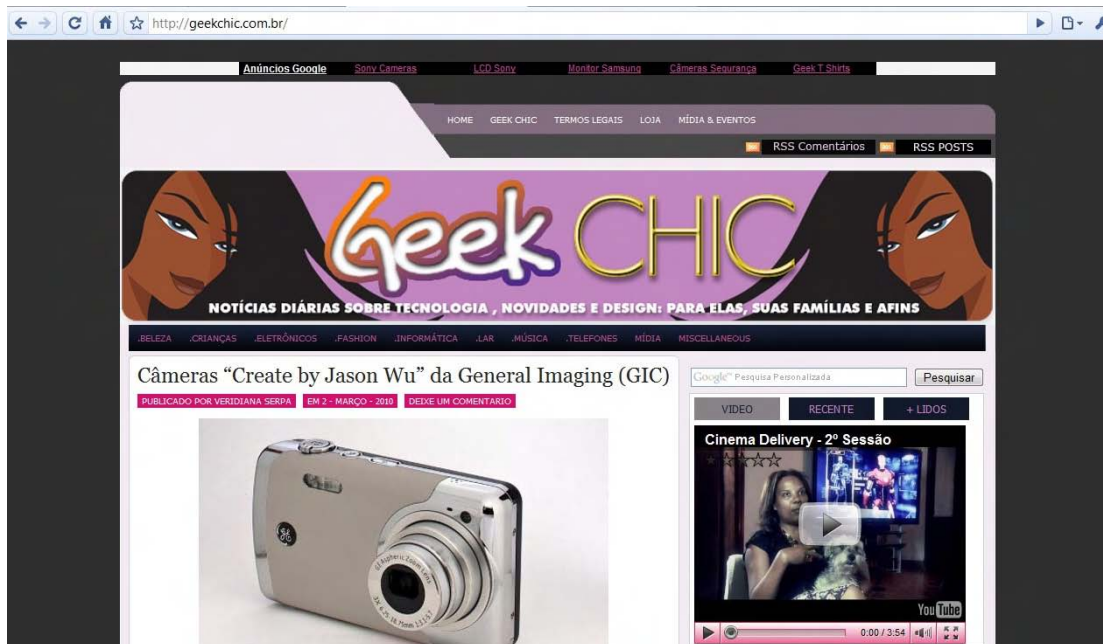 http://geekchic.com.br/
Anúncios Google Sony Cameras LCD Sony Monitor Samsung Câmeras Segurança Geek T Shirts
HOME GEEK CHIC TERMOS LEGAIS LOJA MÍDIA & EVENTOS
RSS Comentários RSS POSTS
Geek CHIC
NOTÍCIAS DIÁRIAS SOBRE TECNOLOGIA , NOVIDADES E DESIGN: PARA ELAS, SUAS FAMÍLIAS E AFINS
.BELEZA .CRIANÇAS .ELETRÔNICOS .FASHION .INFORMÁTICA .LAR .MÚSICA .TELEFONES MÍDIA MISCELLANEOUS
Câmeras “Create by Jason Wu” da General Imaging (GIC)
PUBLICADO POR VERIDIANA SERPA EM 2 - MARÇO - 2010 DEIXE UM COMENTARIO
Google™ Pesquisa Personalizada Pesquisar
VIDEO RECENTE + LIDOS
Cinema Delivery - 2º Sessão
YouTube
0:00 / 3:54